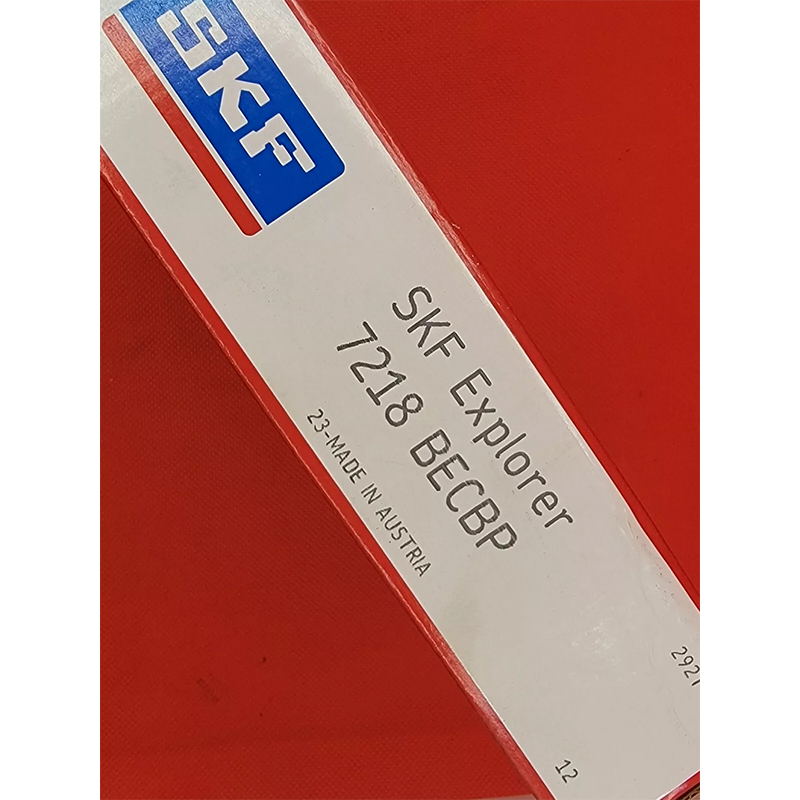 SKF
SKF Explorer
7218 BECBP
23-MADE IN AUSTRIA
12